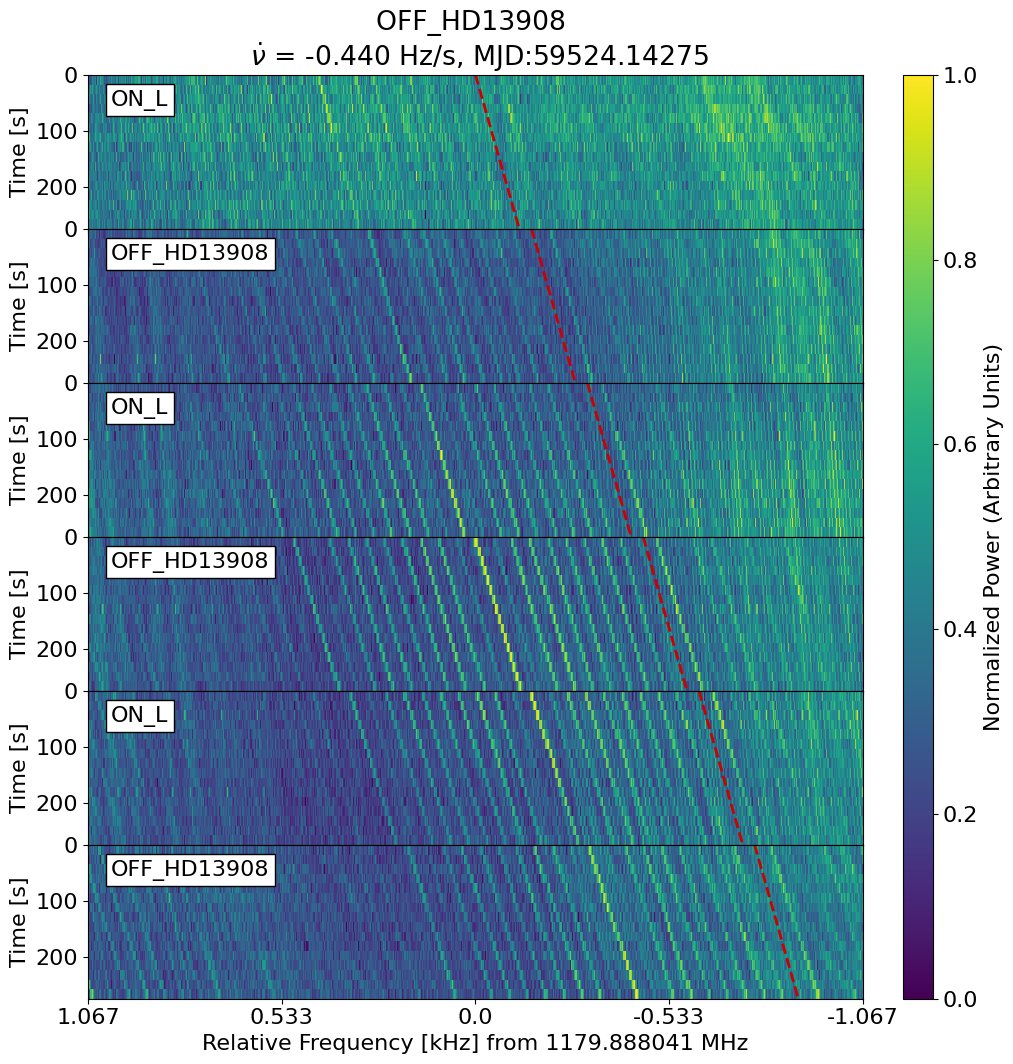 OFF_HD13908
ν̇ = -0.440 Hz/s, MJD:59524.14275
0
100
200
Time [s]
ON_L
0
100
200
Time [s]
OFF_HD13908
0
100
200
Time [s]
ON_L
0
100
200
Time [s]
OFF_HD13908
0
100
200
Time [s]
ON_L
0
100
200
Time [s]
OFF_HD13908
1.067 0.533 0.0 -0.533 -1.067
Relative Frequency [kHz] from 1179.888041 MHz
1.0
0.8
0.6
0.4
0.2
0.0
Normalized Power (Arbitrary Units)